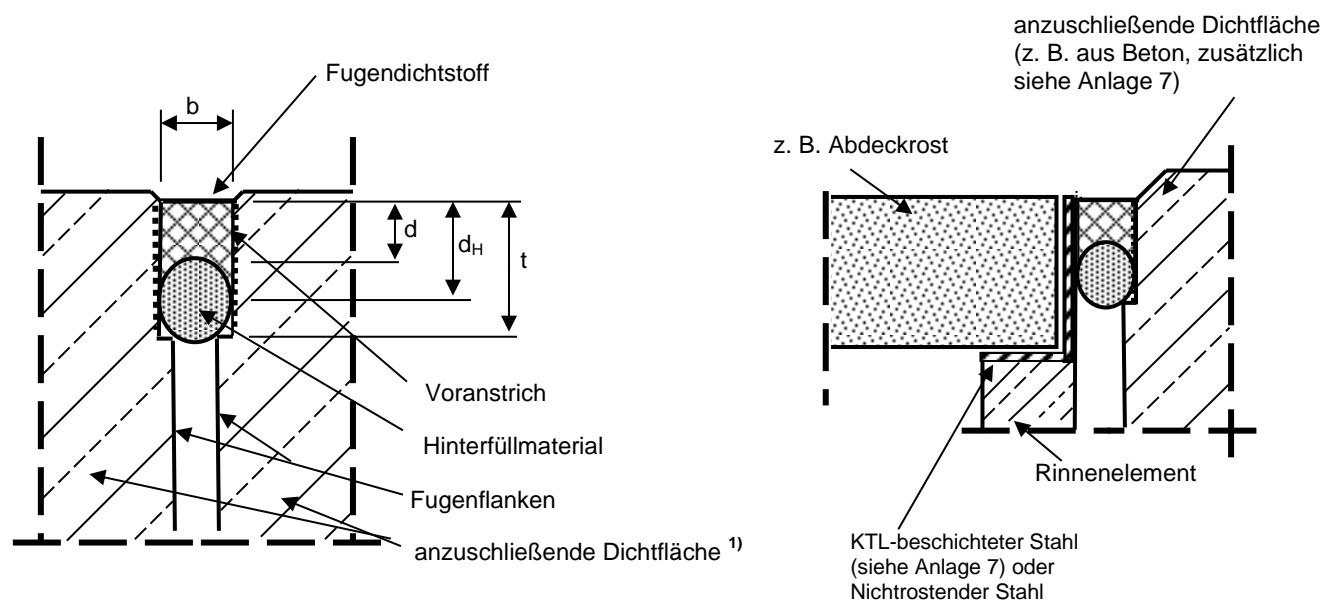 Fugendichtstoff
b
d
dH
t
Voranstrich
Hinterfüllmaterial
Fugenflanken
anzuschließende Dichtfläche 1)
anzuschließende Dichtfläche
(z. B. aus Beton, zusätzlich
siehe Anlage 7)
z. B. Abdeckrost
Rinnenelement
KTL-beschichteter Stahl
(siehe Anlage 7) oder
Nichtrostender Stahl